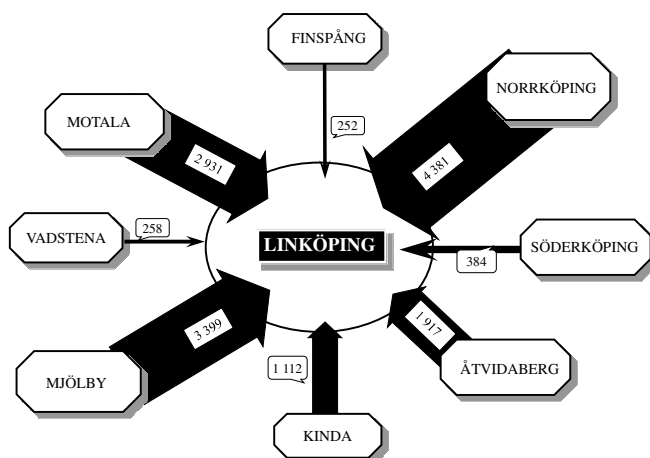 FINSPÅNG
NORRKÖPING
MOTALA
252
2 931
4 381
VADSTENA
258
LINKÖPING
384
SÖDERKÖPING
3 399
1 917
MJÖLBY
1 112
ÅTVIDABERG
KINDA